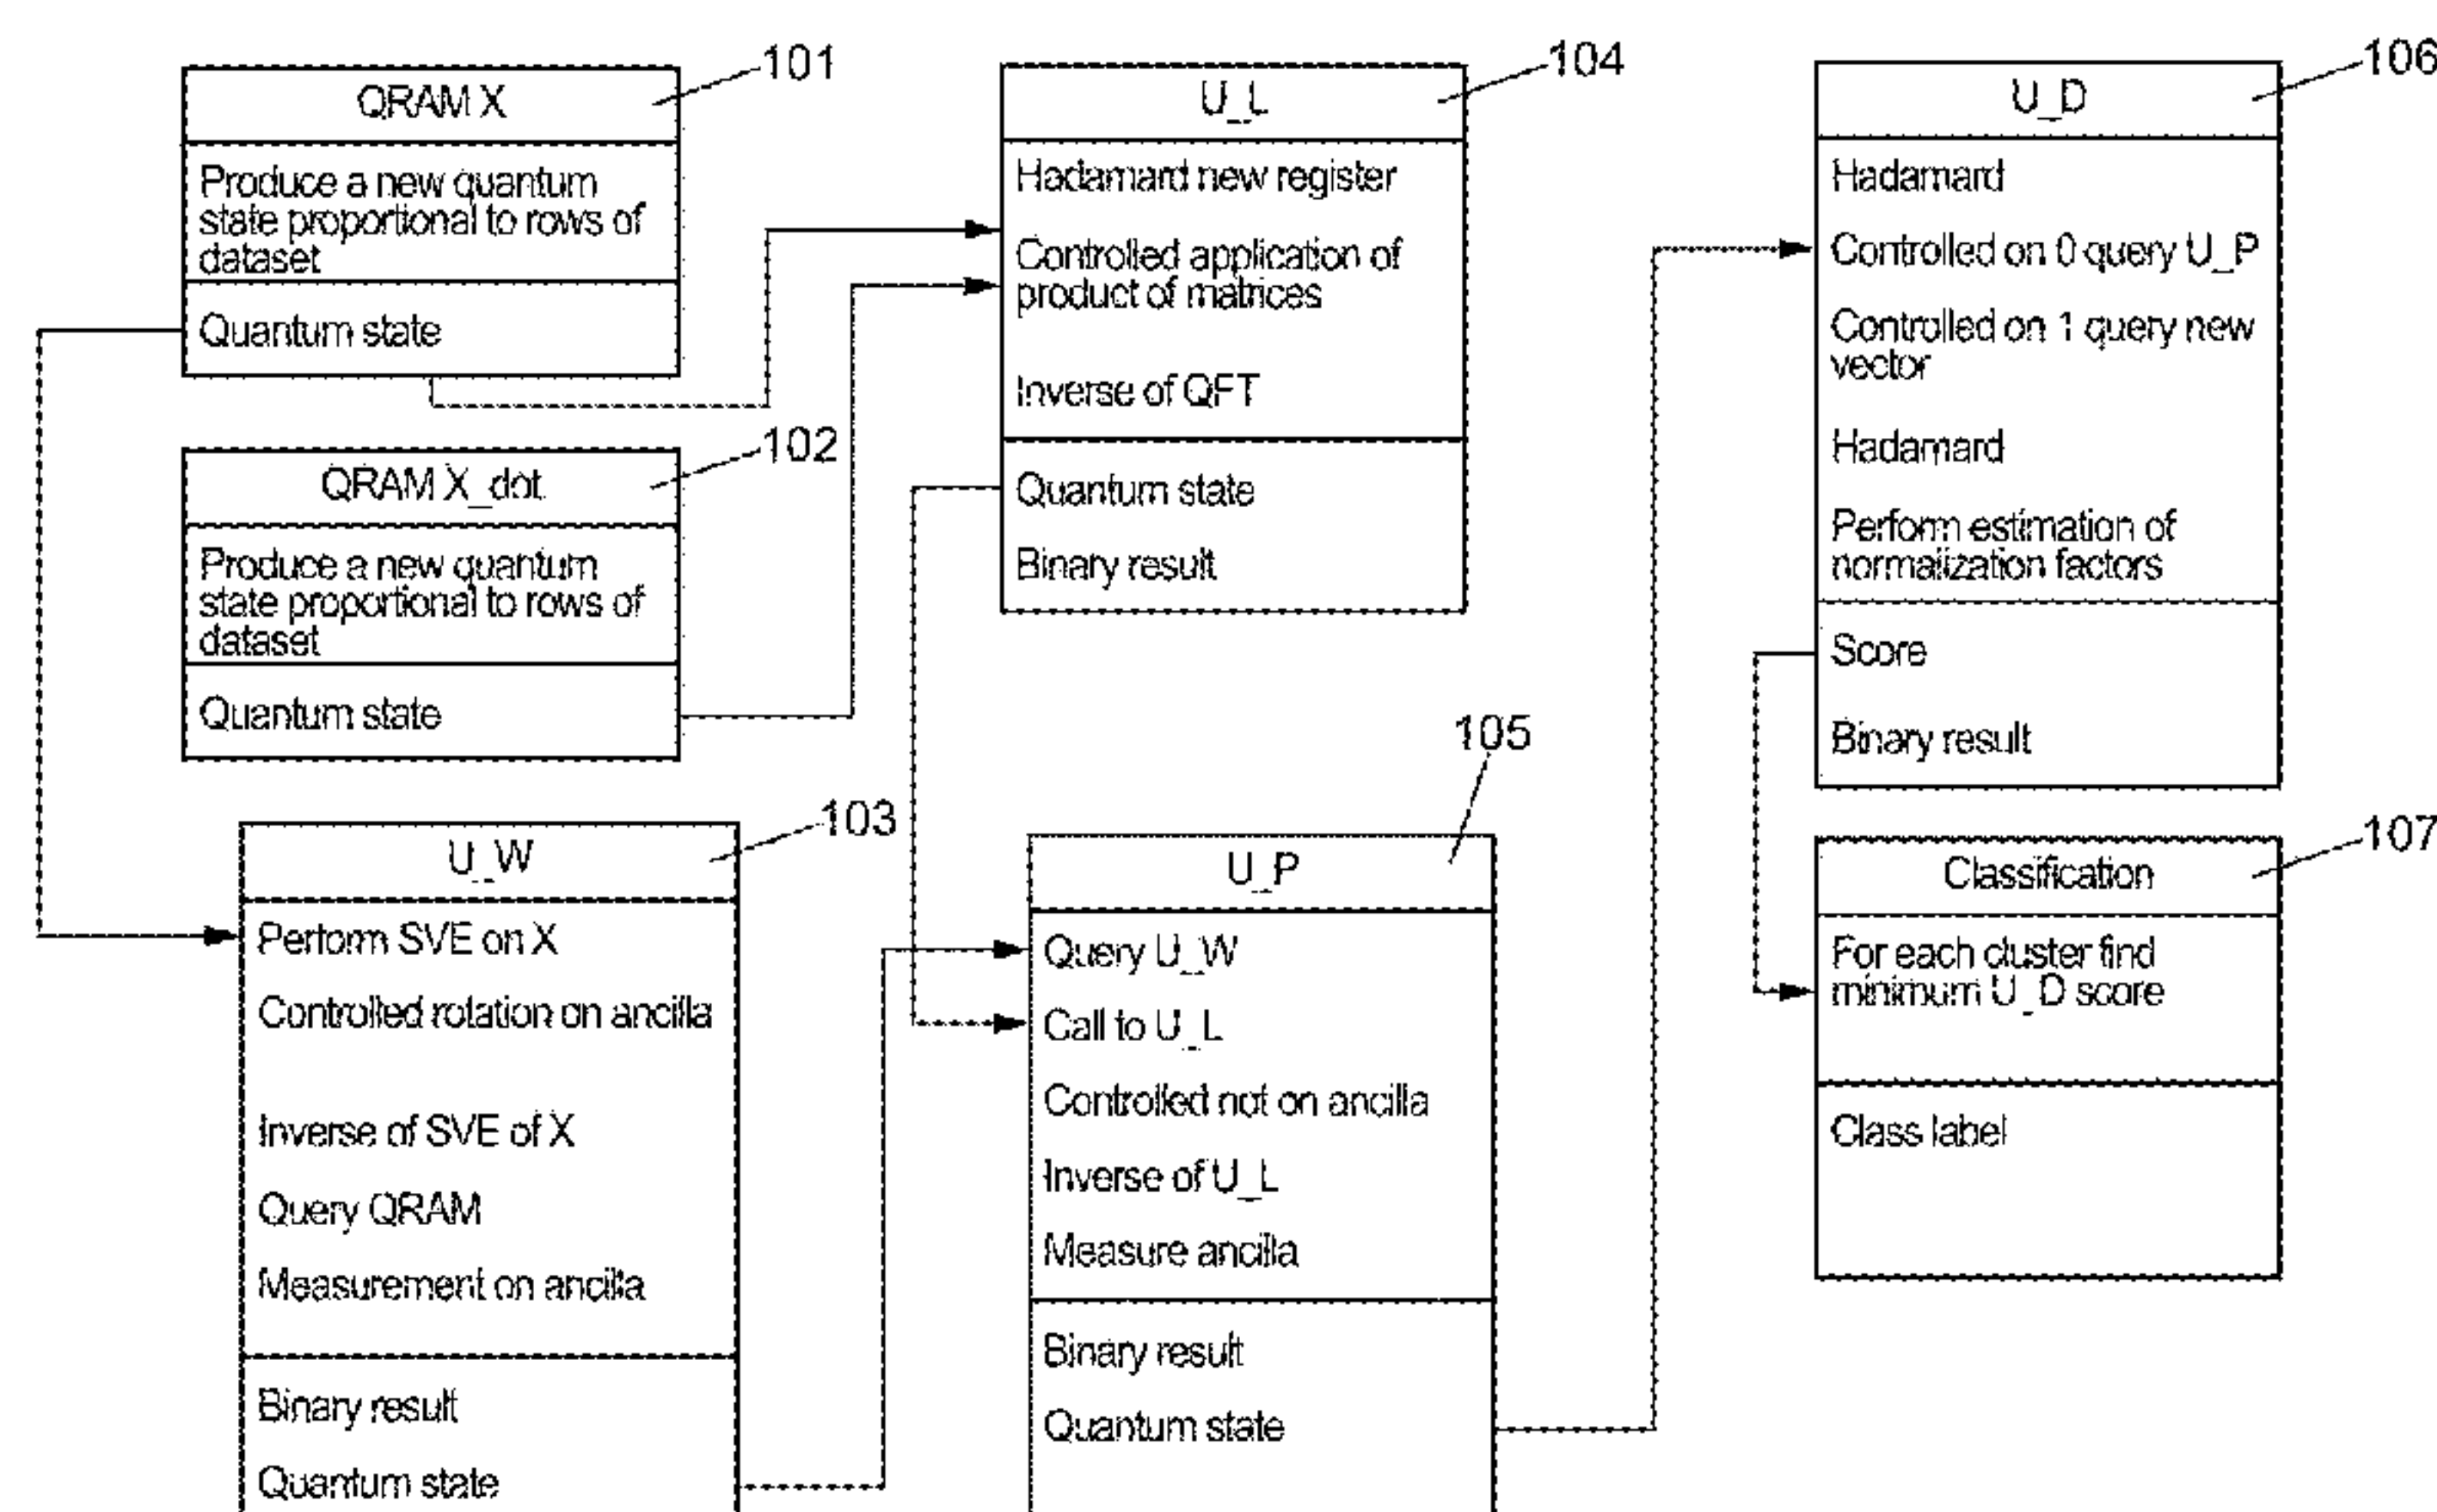 101
QRAM X
Produce a new quantum
state proportional to rows of
dataset
Quantum state
102
QRAM X_dot
Produce a new quantum
state proportional to rows of
dataset
Quantum state
103
U_W
Perform SVE on X
Controlled rotation on ancilla
Inverse of SVE of X
Query QRAM
Measurement on ancilla
Binary result
Quantum state
104
U_L
Hadamard new register
Controlled application of
product of matrices
Inverse of QFT
Quantum state
Binary result
105
U_P
Query U_W
Call to U_L
Controlled not on ancilla
Inverse of U_L
Measure ancilla
Binary result
Quantum state
106
U_D
Hadamard
Controlled on 0 query U_P
Controlled on 1 query new
vector
Hadamard
Perform estimation of
normalization factors
Score
Binary result
107
Classification
For each cluster find
minimum U_D score
Class label